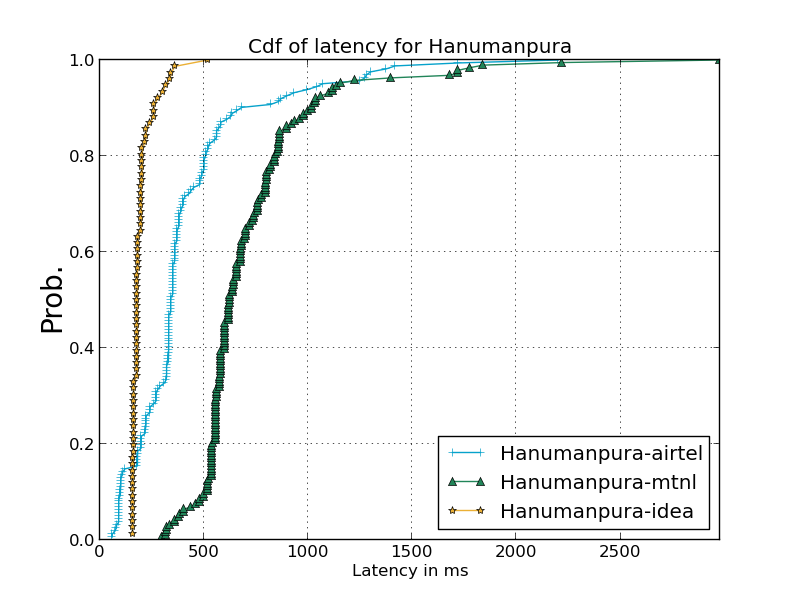 Cdf of latency for Hanumanpura
1.0
0.8
0.6
0.4
0.2
0.0
Prob.
0 500 1000 1500 2000 2500
Latency in ms
Hanumanpura-airtel
Hanumanpura-mtnl
Hanumanpura-idea